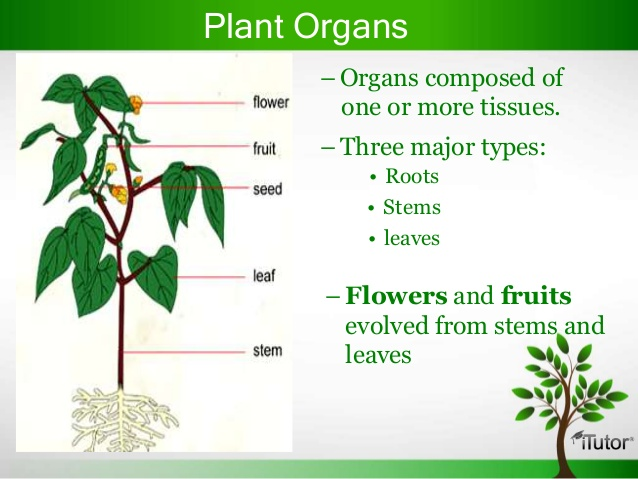 Plant Organs
flower
fruit
seed
leaf
stem
– Organs composed of
one or more tissues.
– Three major types:
• Roots
• Stems
• leaves
– Flowers and fruits
evolved from stems and
leaves
iTutor®